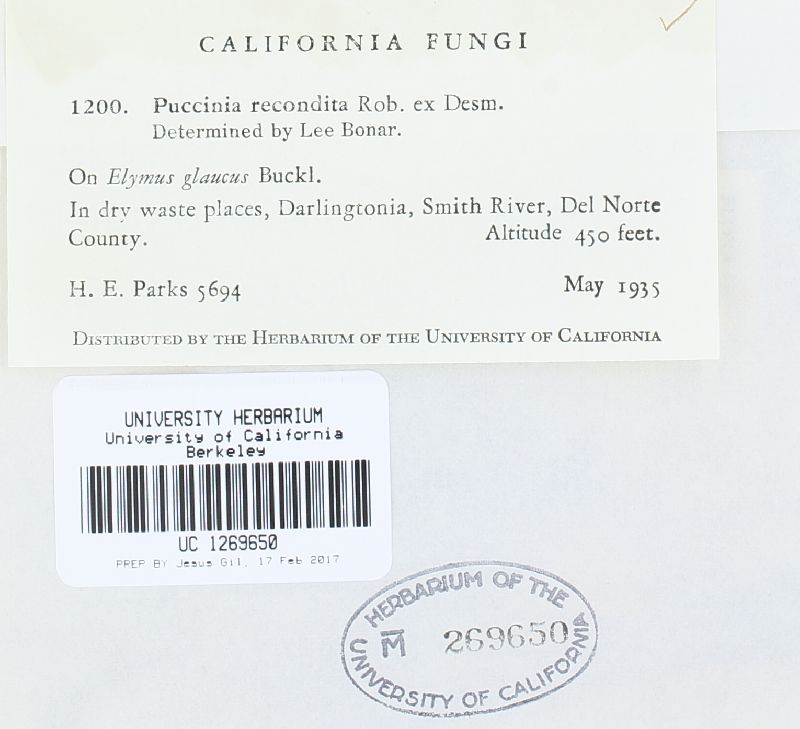 CALIFORNIA FUNGI
1200. Puccinia recondita Rob. ex Desm.
Determined by Lee Bonar.
On Elymus glaucus Buckl.
In dry waste places, Darlingtonia, Smith River, Del Norte
County. Altitude 450 feet.
H. E. Parks 5694 May 1935
DISTRIBUTED BY THE HERBARIUM OF THE UNIVERSITY OF CALIFORNIA
UNIVERSITY HERBARIUM
University of California
Berkeley
UC 1269650
PREP BY Jesus Gil, 17 Feb 2017
HERBARIUM OF THE
M̅ 269650
UNIVERSITY OF CALIFORNIA